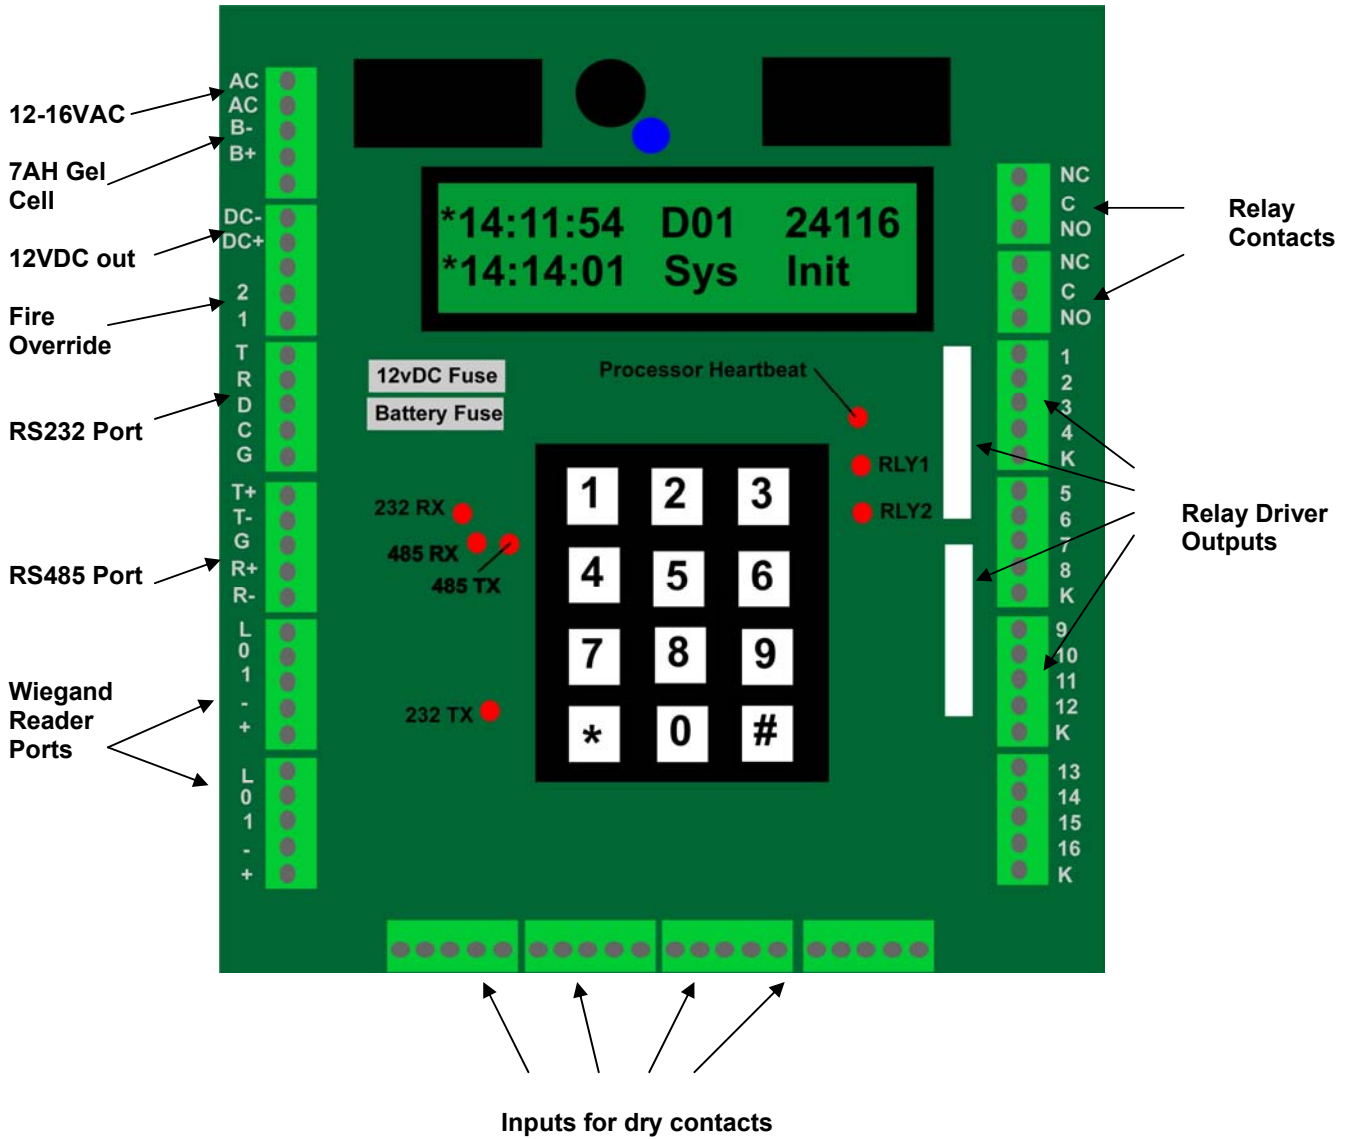 12-16VAC
7AH Gel
Cell
12VDC out
Fire
Override
RS232 Port
RS485 Port
Wiegand
Reader
Ports
AC
AC
B-
B+
DC-
DC+
2
1
T
R
D
C
G
T+
T-
G
R+
R-
L
0
1
-
+
L
0
1
-
+
*14:11:54 D01 24116
*14:14:01 Sys Init
12vDC Fuse
Battery Fuse
Processor Heartbeat
RLY1
RLY2
232 RX
485 RX
485 TX
232 TX
1 2 3
4 5 6
7 8 9
* 0 #
NC
C
NO
NC
C
NO
1
2
3
4
K
5
6
7
8
K
9
10
11
12
K
13
14
15
16
K
Relay
Contacts
Relay Driver
Outputs
Inputs for dry contacts